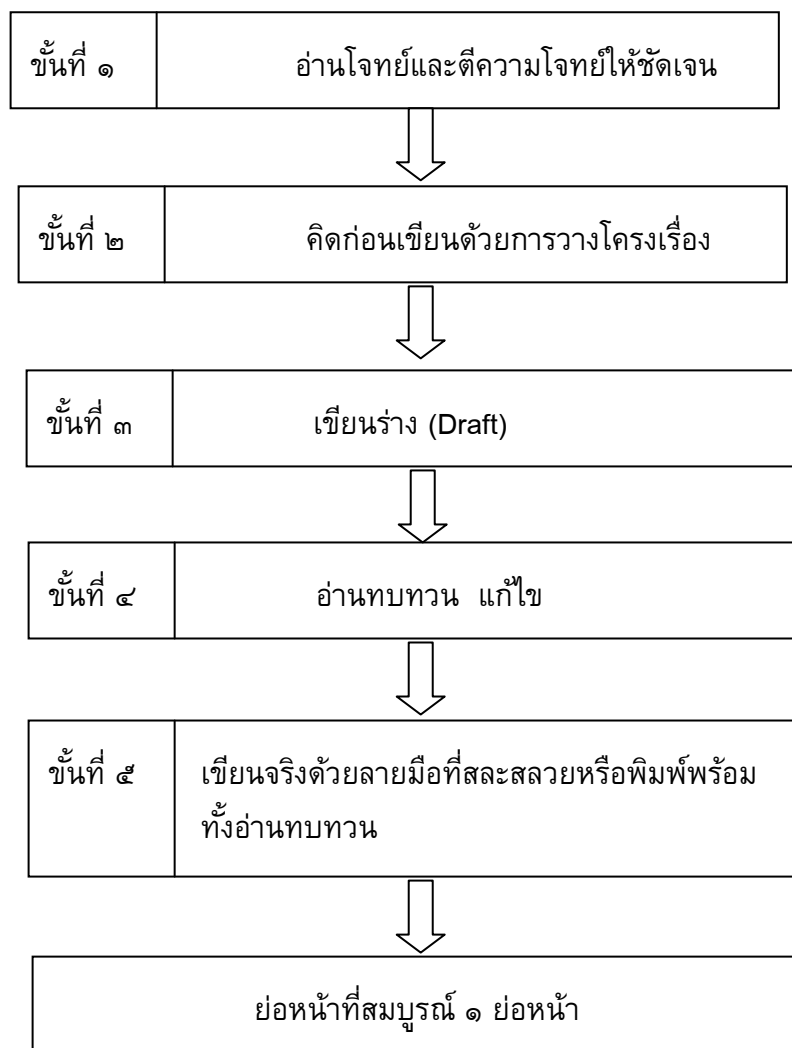 ขั้นที่ ๑ อ่านโจทย์และตีความโจทย์ให้ชัดเจน
ขั้นที่ ๒ คิดก่อนเขียนด้วยการวางโครงเรื่อง
ขั้นที่ ๓ เขียนร่าง (Draft)
ขั้นที่ ๔ อ่านทบทวน แก้ไข
ขั้นที่ ๕ เขียนจริงด้วยลายมือที่สละสลวยหรือพิมพ์พร้อม
ทั้งอ่านทบทวน
ย่อหน้าที่สมบูรณ์ ๑ ย่อหน้า